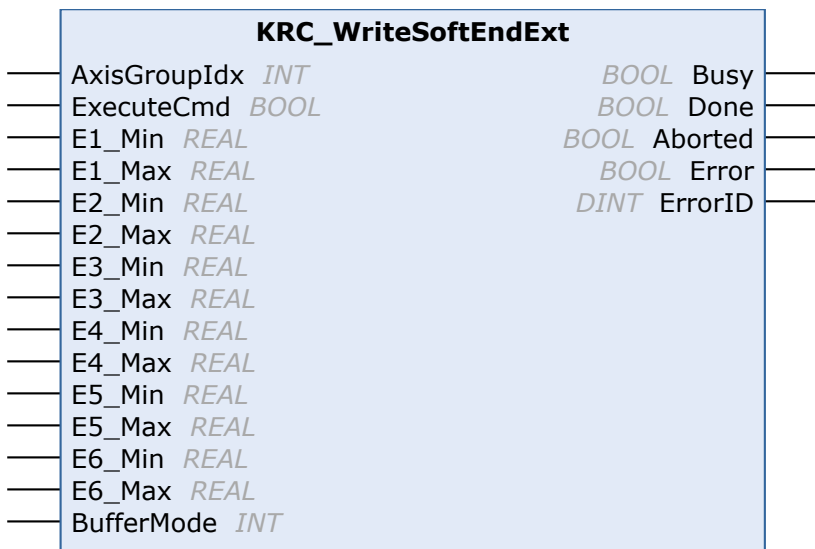 KRC_WriteSoftEndExt
AxisGroupIdx INT BOOL Busy
ExecuteCmd BOOL BOOL Done
E1_Min REAL BOOL Aborted
E1_Max REAL BOOL Error
E2_Min REAL DINT ErrorID
E2_Max REAL
E3_Min REAL
E3_Max REAL
E4_Min REAL
E4_Max REAL
E5_Min REAL
E5_Max REAL
E6_Min REAL
E6_Max REAL
BufferMode INT